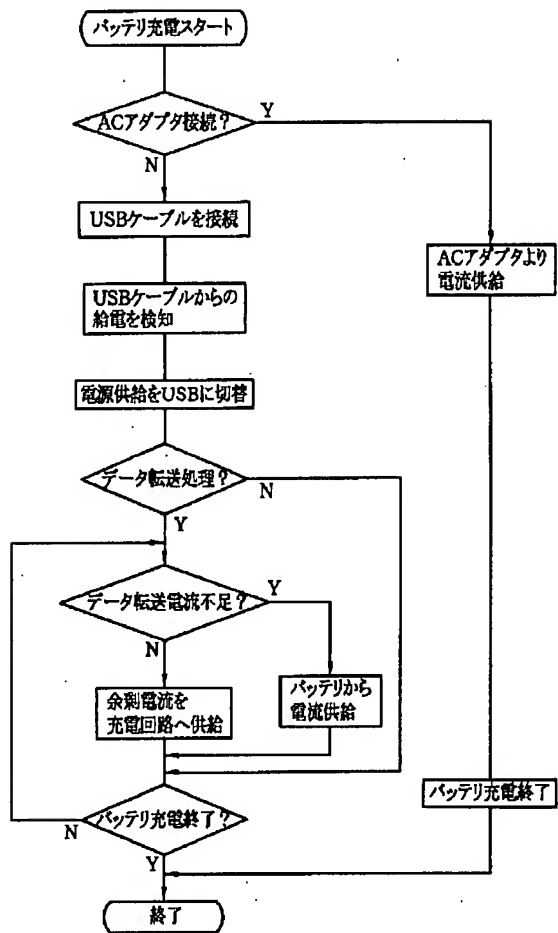 バッテリ充電スタート
ACアダプタ接続?
Y
N
USBケーブルを接続
ACアダプタより
電流供給
USBケーブルからの
給電を検知
電源供給をUSBに切替
データ転送処理?
N
Y
データ転送電流不足?
Y
N
余剰電流を
充電回路へ供給
バッテリから
電流供給
バッテリ充電終了
バッテリ充電終了?
N
Y
終了